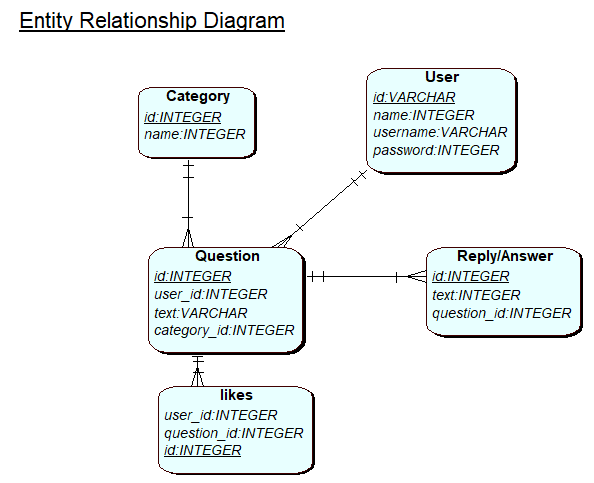 Entity Relationship Diagram
Category
id:INTEGER
name:INTEGER
User
id:VARCHAR
name:INTEGER
username:VARCHAR
password:INTEGER
Question
id:INTEGER
user_id:INTEGER
text:VARCHAR
category_id:INTEGER
Reply/Answer
id:INTEGER
text:INTEGER
question_id:INTEGER
likes
user_id:INTEGER
question_id:INTEGER
id:INTEGER